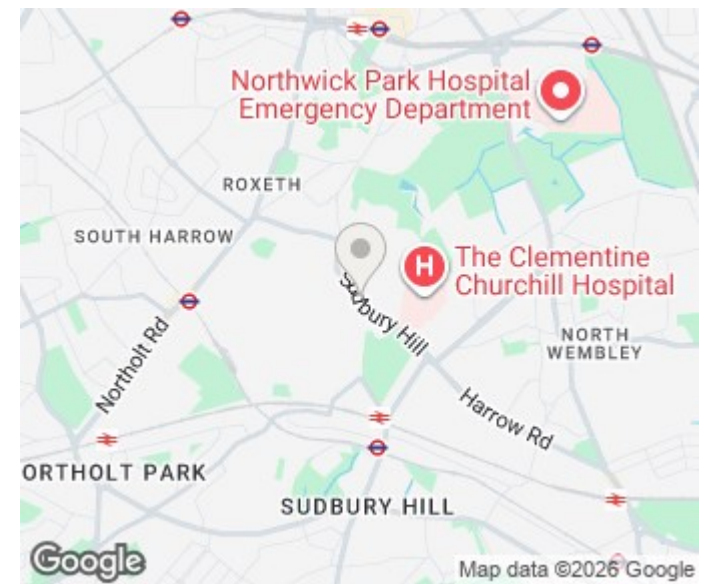 Northwick Park Hospital
Emergency Department
ROXETH
SOUTH HARROW
H
The Clementine
Churchill Hospital
Sudbury Hill
NORTH
WEMBLEY
Northolt Rd
Harrow Rd
ORTHOLT PARK
SUDBURY HILL
Google
Map data ©2026 Google